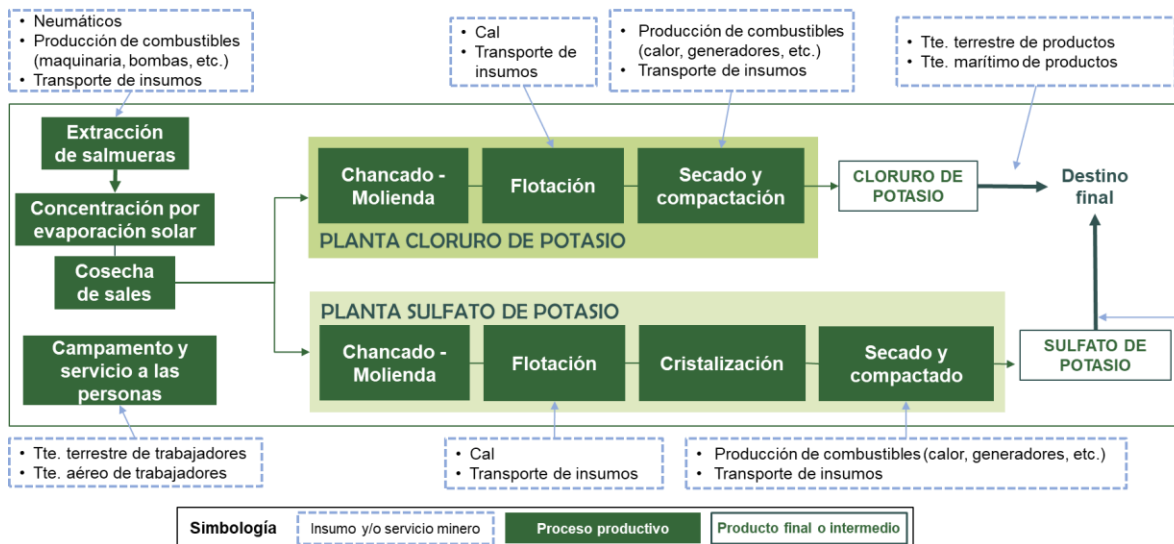 • Neumáticos
• Producción de combustibles
(maquinaria, bombas, etc.)
• Transporte de insumos
• Cal
• Transporte de
insumos
• Producción de combustibles
(calor, generadores, etc.)
• Transporte de insumos
• Tte. terrestre de productos
• Tte. marítimo de productos
Extracción
de salmueras
Concentración por
evaporación solar
Cosecha
de sales
Campamento y
servicio a las
personas
Chancado -
Molienda
Flotación
Secado y
compactación
PLANTA CLORURO DE POTASIO
CLORURO DE
POTASIO
Destino
final
PLANTA SULFATO DE POTASIO
Chancado -
Molienda
Flotación
Cristalización
Secado y
compactado
SULFATO DE
POTASIO
• Tte. terrestre de trabajadores
• Tte. aéreo de trabajadores
• Cal
• Transporte de insumos
• Producción de combustibles (calor, generadores, etc.)
• Transporte de insumos
Simbología
Insumo y/o servicio minero
Proceso productivo
Producto final o intermedio